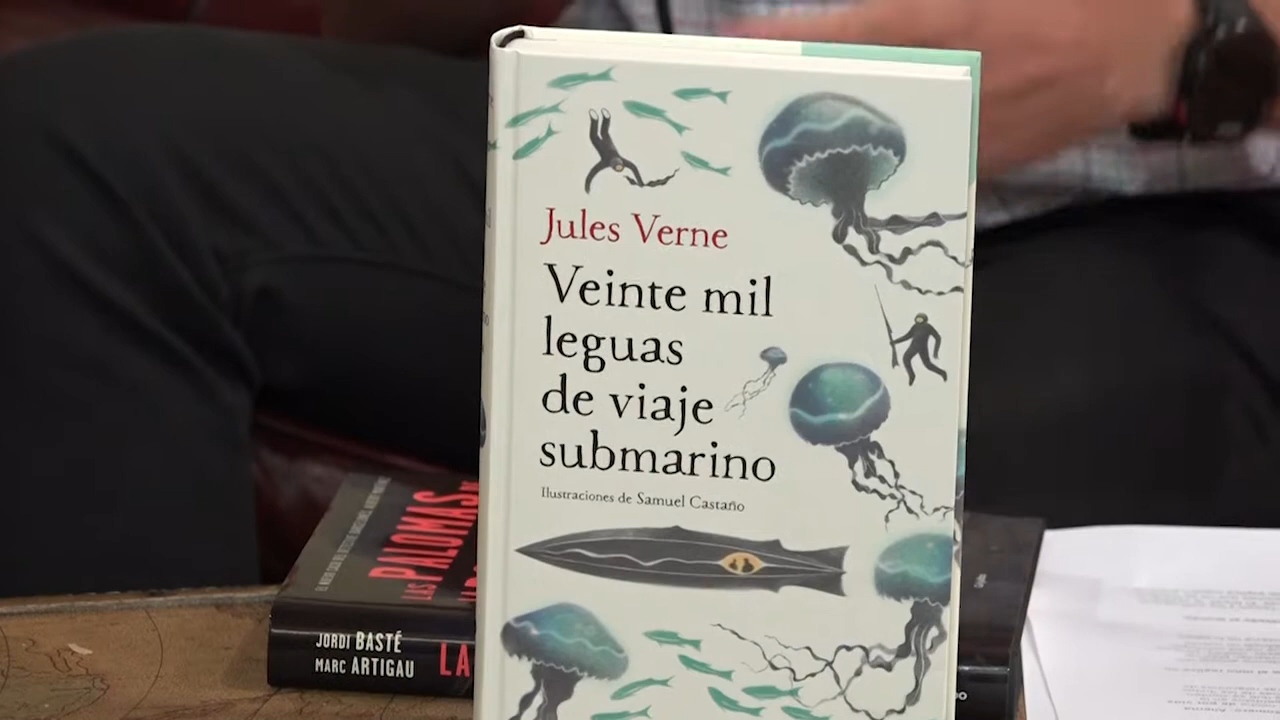 Jules Verne
Veinte mil
leguas
de viaje
submarino
Ilustraciones de Samuel Castaño
LAS PALOMAS
JORDI BASTÉ
MARC ARTIGAU
LA